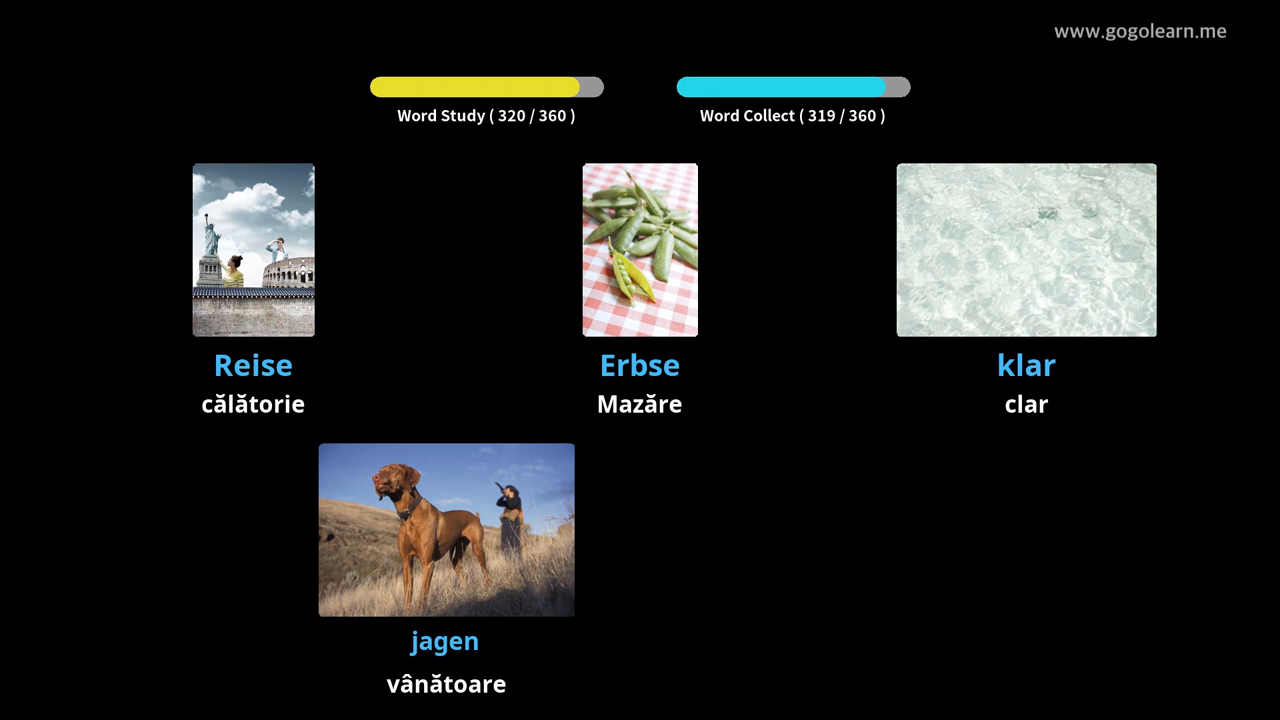 www.gogolearn.me
Word Study ( 320 / 360 )
Word Collect ( 319 / 360 )
Reise
călătorie
Erbse
Mazăre
klar
clar
jagen
vânătoare